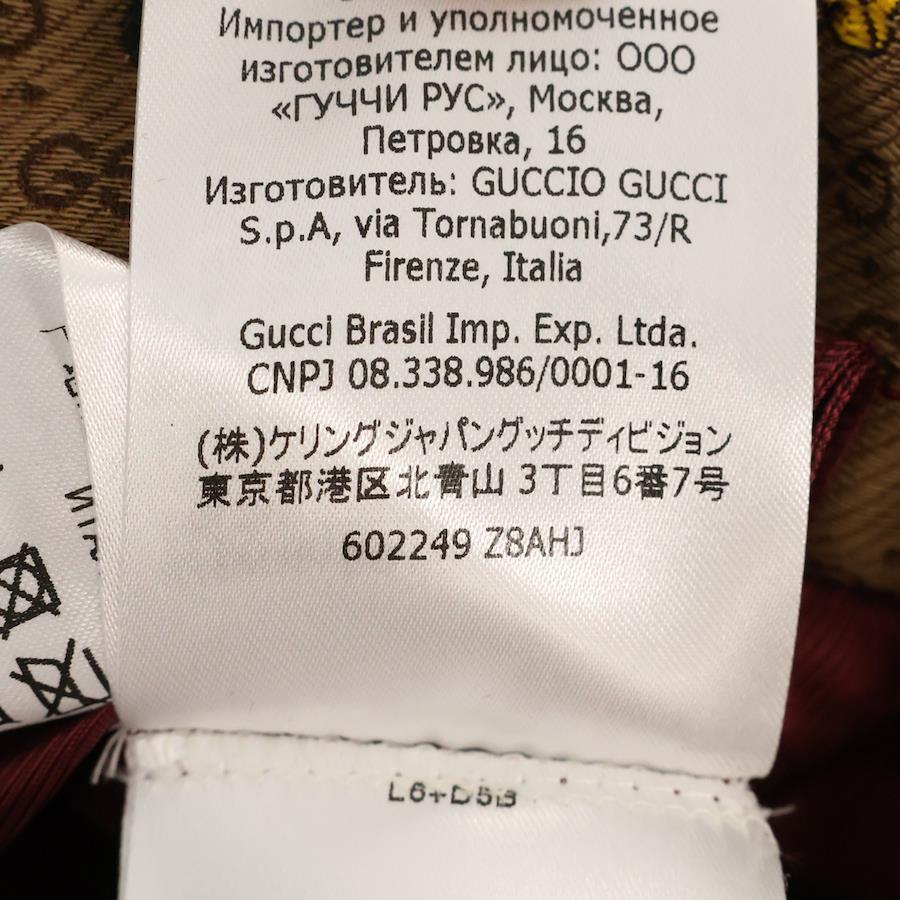 Импортер и уполномоченное
изготовителем лицо: ООО
«ГУЧЧИ РУС», Москва,
Петровка, 16
Изготовитель: GUCCIO GUCCI
S.p.A, via Tornabuoni,73/R
Firenze, Italia
Gucci Brasil Imp. Exp. Ltda.
CNPJ 08.338.986/0001-16
(株)ケリングジャパングッチディビジョン
東京都港区北青山 3丁目6番7号
602249 Z8AHJ